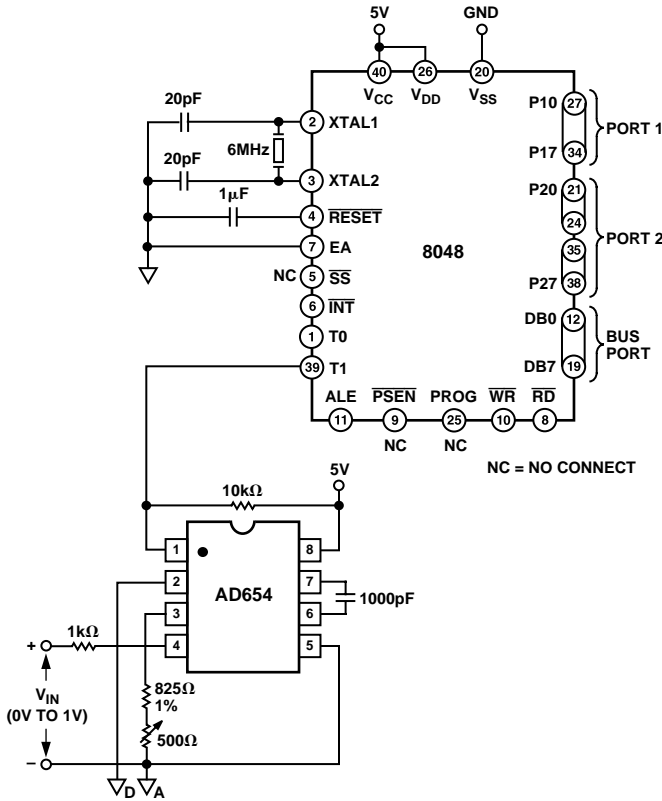 5V
GND
40
26
20
VCC
VDD
VSS
20pF
2
XTAL1
P10
27
PORT 1
6MHz
P17
34
20pF
3
XTAL2
P20
21
1μF
4
RESET
24
PORT 2
7
EA
8048
35
NC
5
SS
P27
38
6
INT
DB0
12
BUS
PORT
1
T0
39
T1
DB7
19
ALE
PSEN
PROG
WR
RD
11
9
25
10
8
NC
NC
NC = NO CONNECT
5V
10kΩ
1
8
2
AD654
7
1000pF
3
6
1kΩ
+
4
5
VIN
(0V TO 1V)
825Ω
1%
500Ω
–
D
A